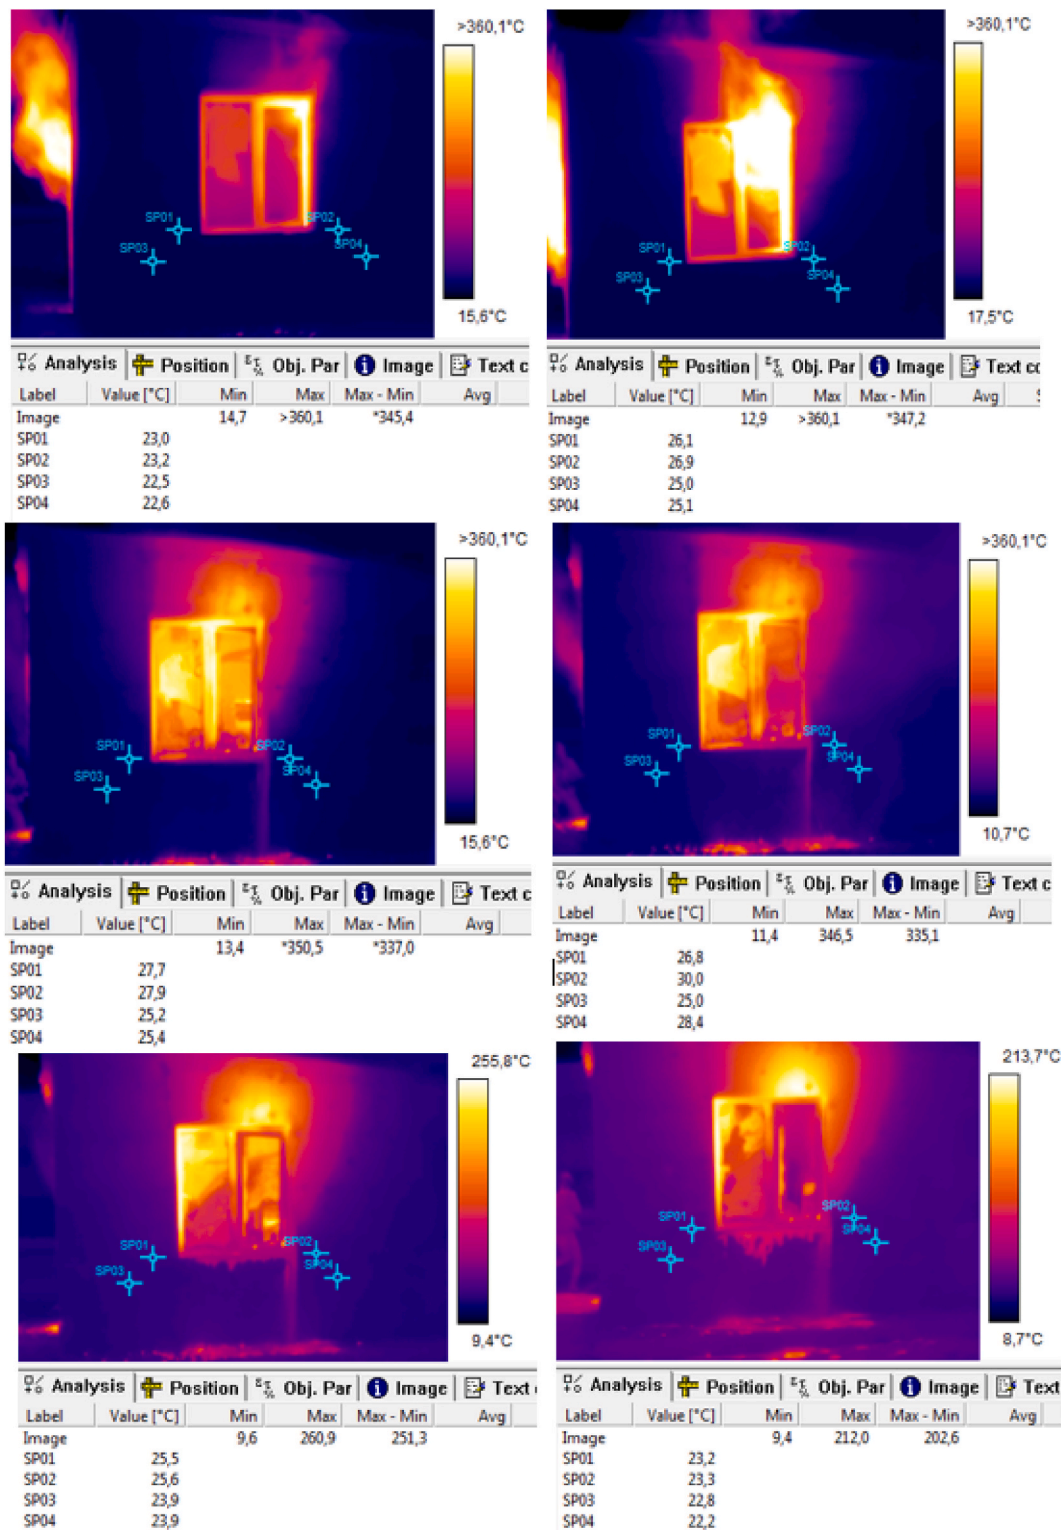 >360,1°C
SP01
SP02
SP03
SP04
15,6°C
Analysis Position Obj. Par Image Text c
Label Value [°C] Min Max Max - Min Avg
Image 14,7 >360,1 *345,4
SP01 23,0
SP02 23,2
SP03 22,5
SP04 22,6
>360,1°C
SP01
SP02
SP03
SP04
17,5°C
Analysis Position Obj. Par Image Text co
Label Value [°C] Min Max Max - Min Avg
Image 12,9 >360,1 *347,2
SP01 26,1
SP02 26,9
SP03 25,0
SP04 25,1
>360,1°C
SP01
SP02
SP03
SP04
15,6°C
Analysis Position Obj. Par Image Text c
Label Value [°C] Min Max Max - Min Avg
Image 13,4 *350,5 *337,0
SP01 27,7
SP02 27,9
SP03 25,2
SP04 25,4
>360,1°C
SP01
SP02
SP03
SP04
10,7°C
Analysis Position Obj. Par Image Text c
Label Value [°C] Min Max Max - Min Avg
Image 11,4 346,5 335,1
SP01 26,8
SP02 30,0
SP03 25,0
SP04 28,4
255,8°C
SP01
SP02
SP03
SP04
9,4°C
Analysis Position Obj. Par Image Text
Label Value [°C] Min Max Max - Min Avg
Image 9,6 260,9 251,3
SP01 25,5
SP02 25,6
SP03 23,9
SP04 23,9
213,7°C
SP01
SP02
SP03
SP04
8,7°C
Analysis Position Obj. Par Image Text
Label Value [°C] Min Max Max - Min Avg
Image 9,4 212,0 202,6
SP01 23,2
SP02 23,3
SP03 22,8
SP04 22,2